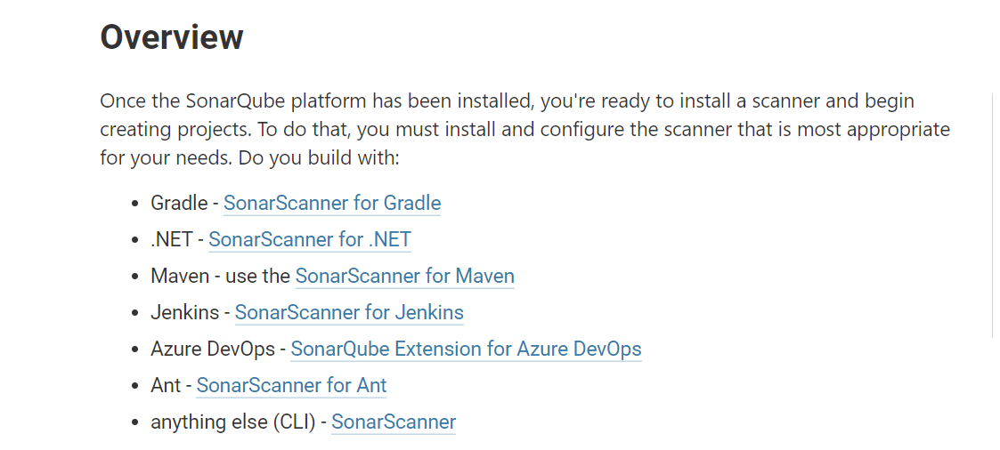 Overview
Once the SonarQube platform has been installed, you're ready to install a scanner and begin
creating projects. To do that, you must install and configure the scanner that is most appropriate
for your needs. Do you build with:
• Gradle - SonarScanner for Gradle
• .NET - SonarScanner for .NET
• Maven - use the SonarScanner for Maven
• Jenkins - SonarScanner for Jenkins
• Azure DevOps - SonarQube Extension for Azure DevOps
• Ant - SonarScanner for Ant
• anything else (CLI) - SonarScanner